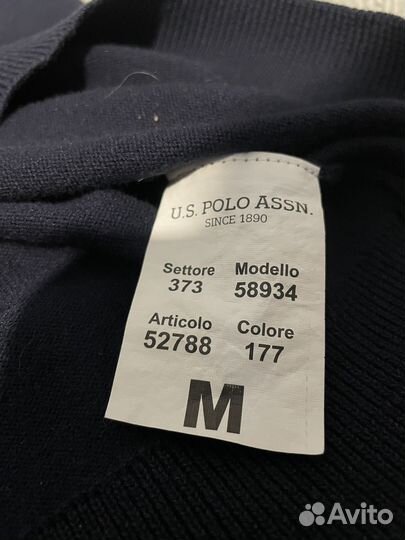 U.S. POLO ASSN.
SINCE 1890
Settore Modello
373 58934
Articolo Colore
52788 177
M
Avito